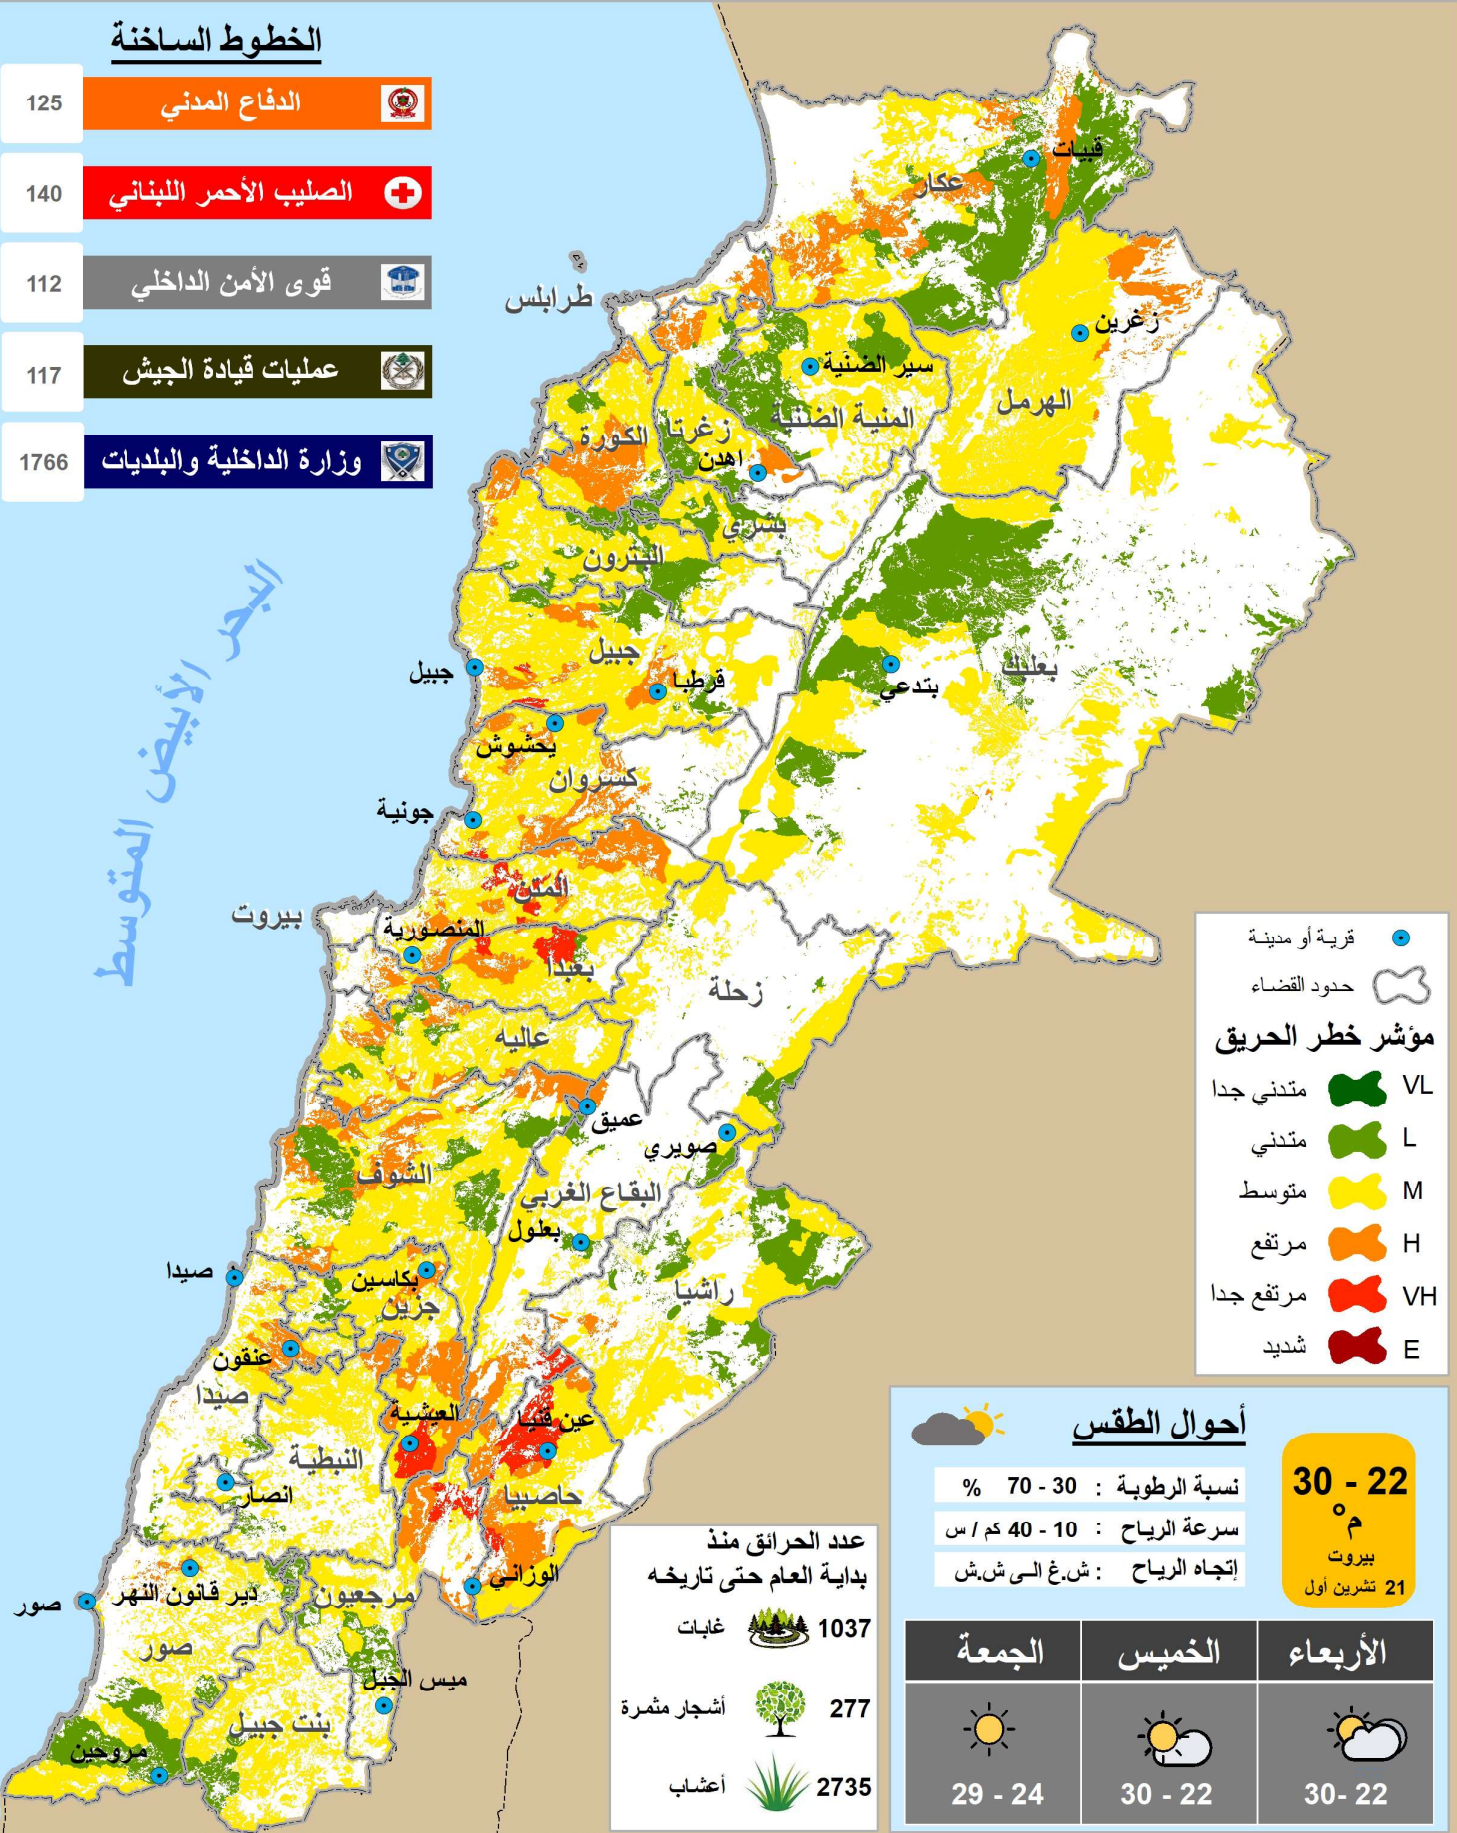 الخطوط الساخنة
الدفاع المدني 125
الصليب الأحمر اللبناني 140
قوى الأمن الداخلي 112
عمليات قيادة الجيش 117
وزارة الداخلية والبلديات 1766
البحر الأبيض المتوسط
قبيات
عكار
طرابلس
زغرين
سير الضنّية
الهرمل
المنية الضنية
زغرتا
الكورة
اهدن
بشري
البترون
جبيل
بعلبك
جبيل
قرطبا
بتدعي
يحشوش
كسروان
جونية
المتن
بيروت
المنصورية
بعبدا
زحلة
عاليه
عميق
صويري
الشوف
البقاع الغربي
بعلول
صيدا
بكاسين
جزين
راشيا
عنقون
صيدا
العيشية
عين قنيا
النبطية
انصار
حاصبيا
الوزاني
دير قانون النهر
مرجعيون
صور
صور
ميس الجبل
بنت جبيل
مروحين
قرية أو مدينة
حدود القضاء
مؤشر خطر الحريق
متدني جدا VL
متدني L
متوسط M
مرتفع H
مرتفع جدا VH
شديد E
أحوال الطقس
نسبة الرطوبة : 30 - 70 %
سرعة الرياح : 10 - 40 كم / س
إتجاه الرياح : ش.غ الى ش.ش
22 - 30
م°
بيروت
21 تشرين أول
الأربعاء الخميس الجمعة
22 -30 22 - 30 24 - 29
عدد الحرائق منذ
بداية العام حتى تاريخه
1037 غابات
277 أشجار مثمرة
2735 أعشاب